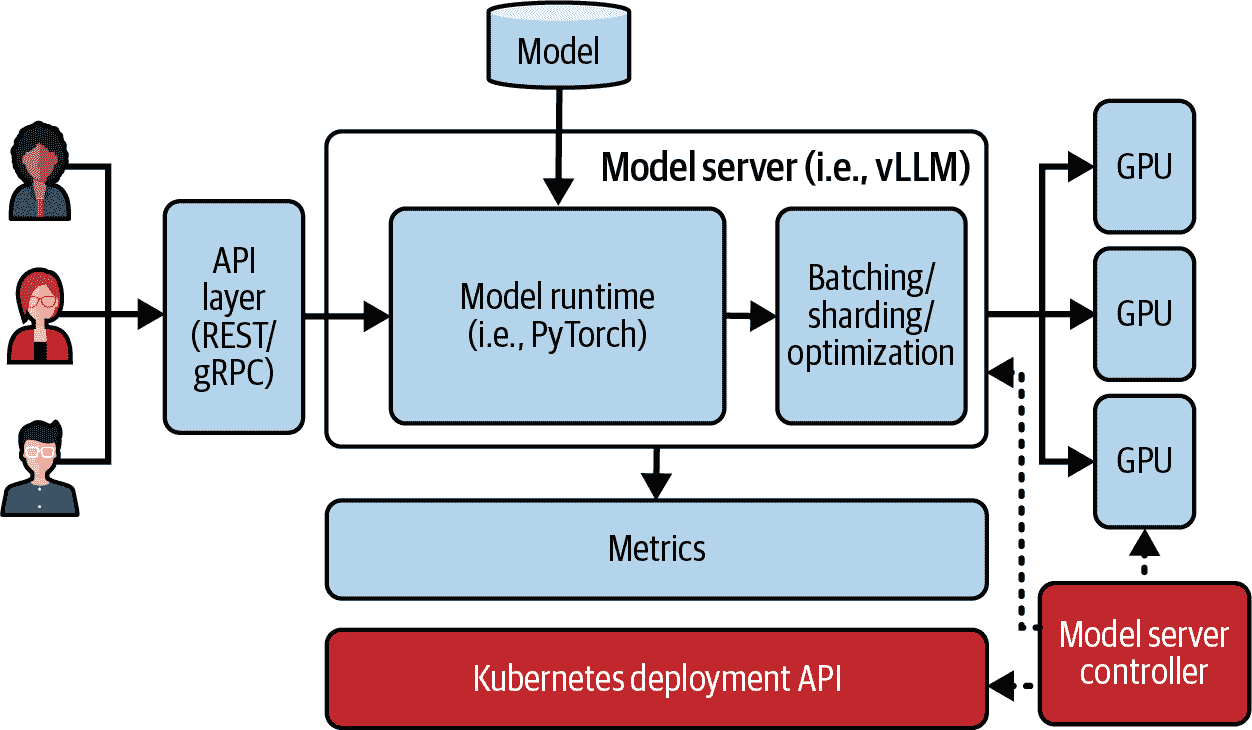 Model
Model server (i.e., vLLM)
API
layer
(REST/
gRPC)
Model runtime
(i.e., PyTorch)
Batching/
sharding/
optimization
GPU
GPU
GPU
Metrics
Kubernetes deployment API
Model server
controller